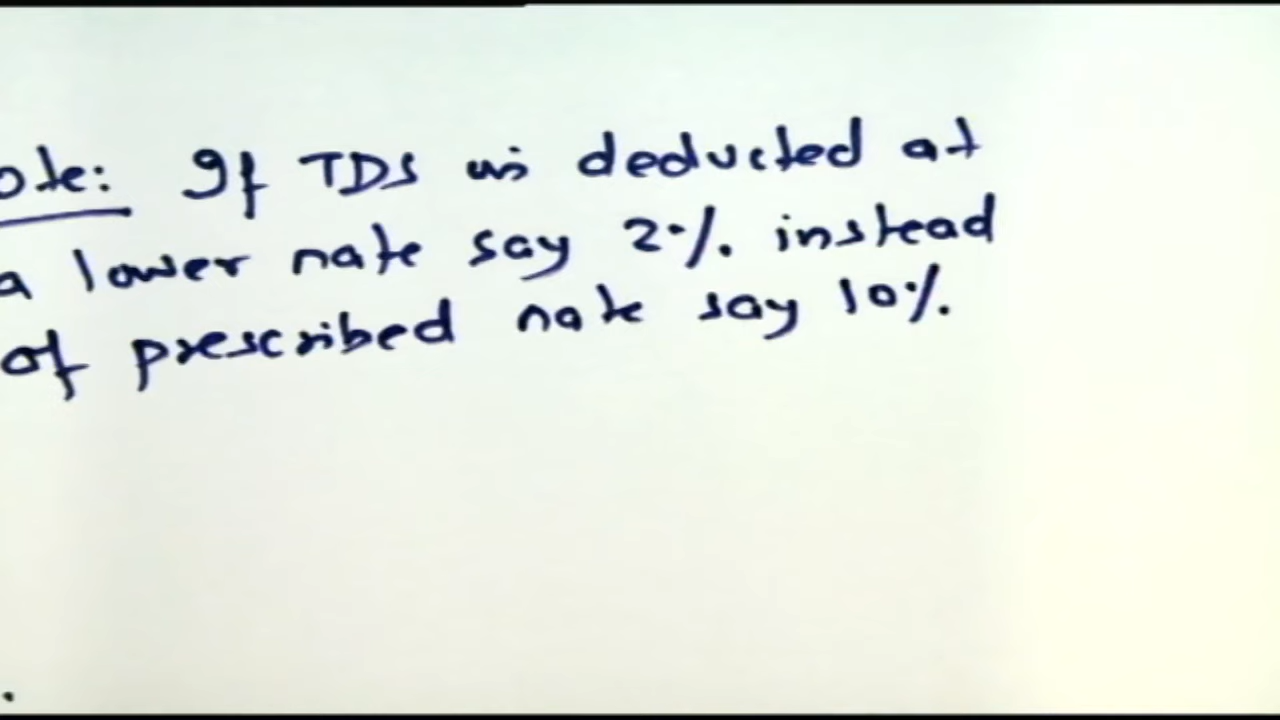 ote: If TDS is deducted at
a lower rate say 2%. instead
of prescribed rate say 10%.